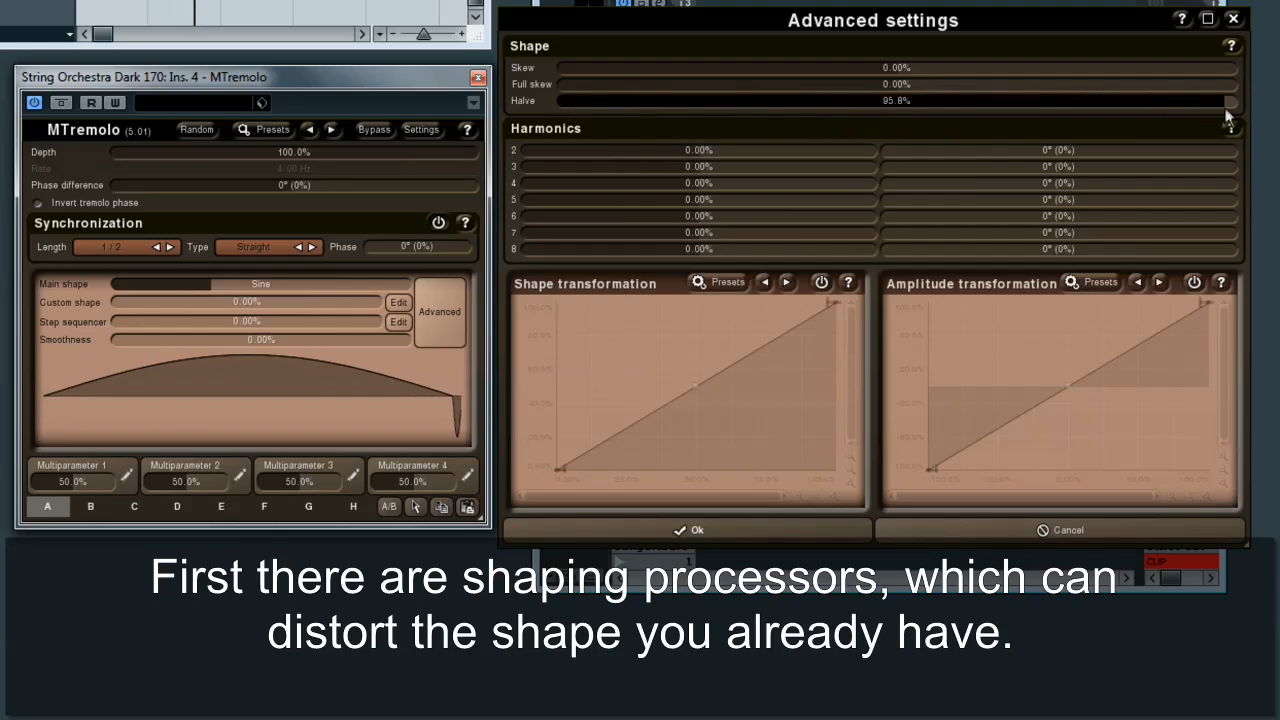 Advanced settings
?
Shape
?
Skew 0.00%
Full skew 0.00%
Halve 95.8%
Harmonics
2 0.00% 0° (0%)
3 0.00% 0° (0%)
4 0.00% 0° (0%)
5 0.00% 0° (0%)
6 0.00% 0° (0%)
7 0.00% 0° (0%)
8 0.00% 0° (0%)
Shape transformation Presets ?
Amplitude transformation Presets ?
Ok
Cancel
String Orchestra Dark 170: Ins. 4 - MTremolo
R W
MTremolo (5.01) Random Presets Bypass Settings ?
Depth 100.0%
Rate 4.00 Hz
Phase difference 0° (0%)
Invert tremolo phase
Synchronization ?
Length 1 / 2 Type Straight Phase 0° (0%)
Main shape Sine
Custom shape 0.00% Edit
Step sequencer 0.00% Edit
Smoothness 0.00%
Advanced
Multiparameter 1 Multiparameter 2 Multiparameter 3 Multiparameter 4
50.0% 50.0% 50.0% 50.0%
A B C D E F G H A/B
1
CLIP
First there are shaping processors, which can
distort the shape you already have.